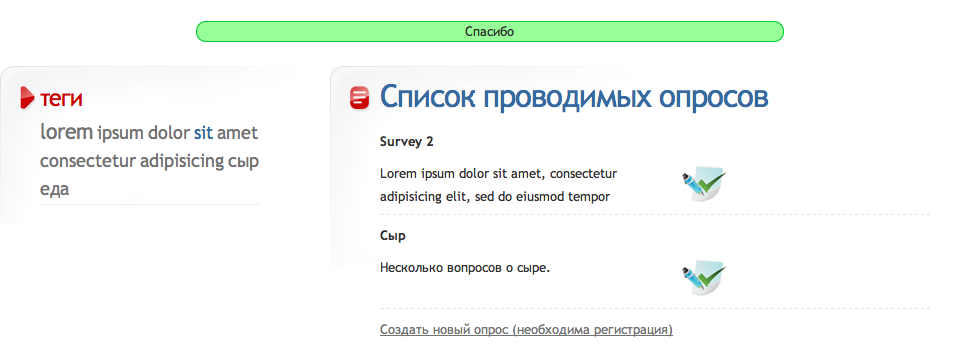 Спасибо
теги
lorem ipsum dolor sit amet
consectetur adipisicing сыр
еда
Список проводимых опросов
Survey 2
Lorem ipsum dolor sit amet, consectetur
adipisicing elit, sed do eiusmod tempor
Сыр
Несколько вопросов о сыре.
Создать новый опрос (необходима регистрация)